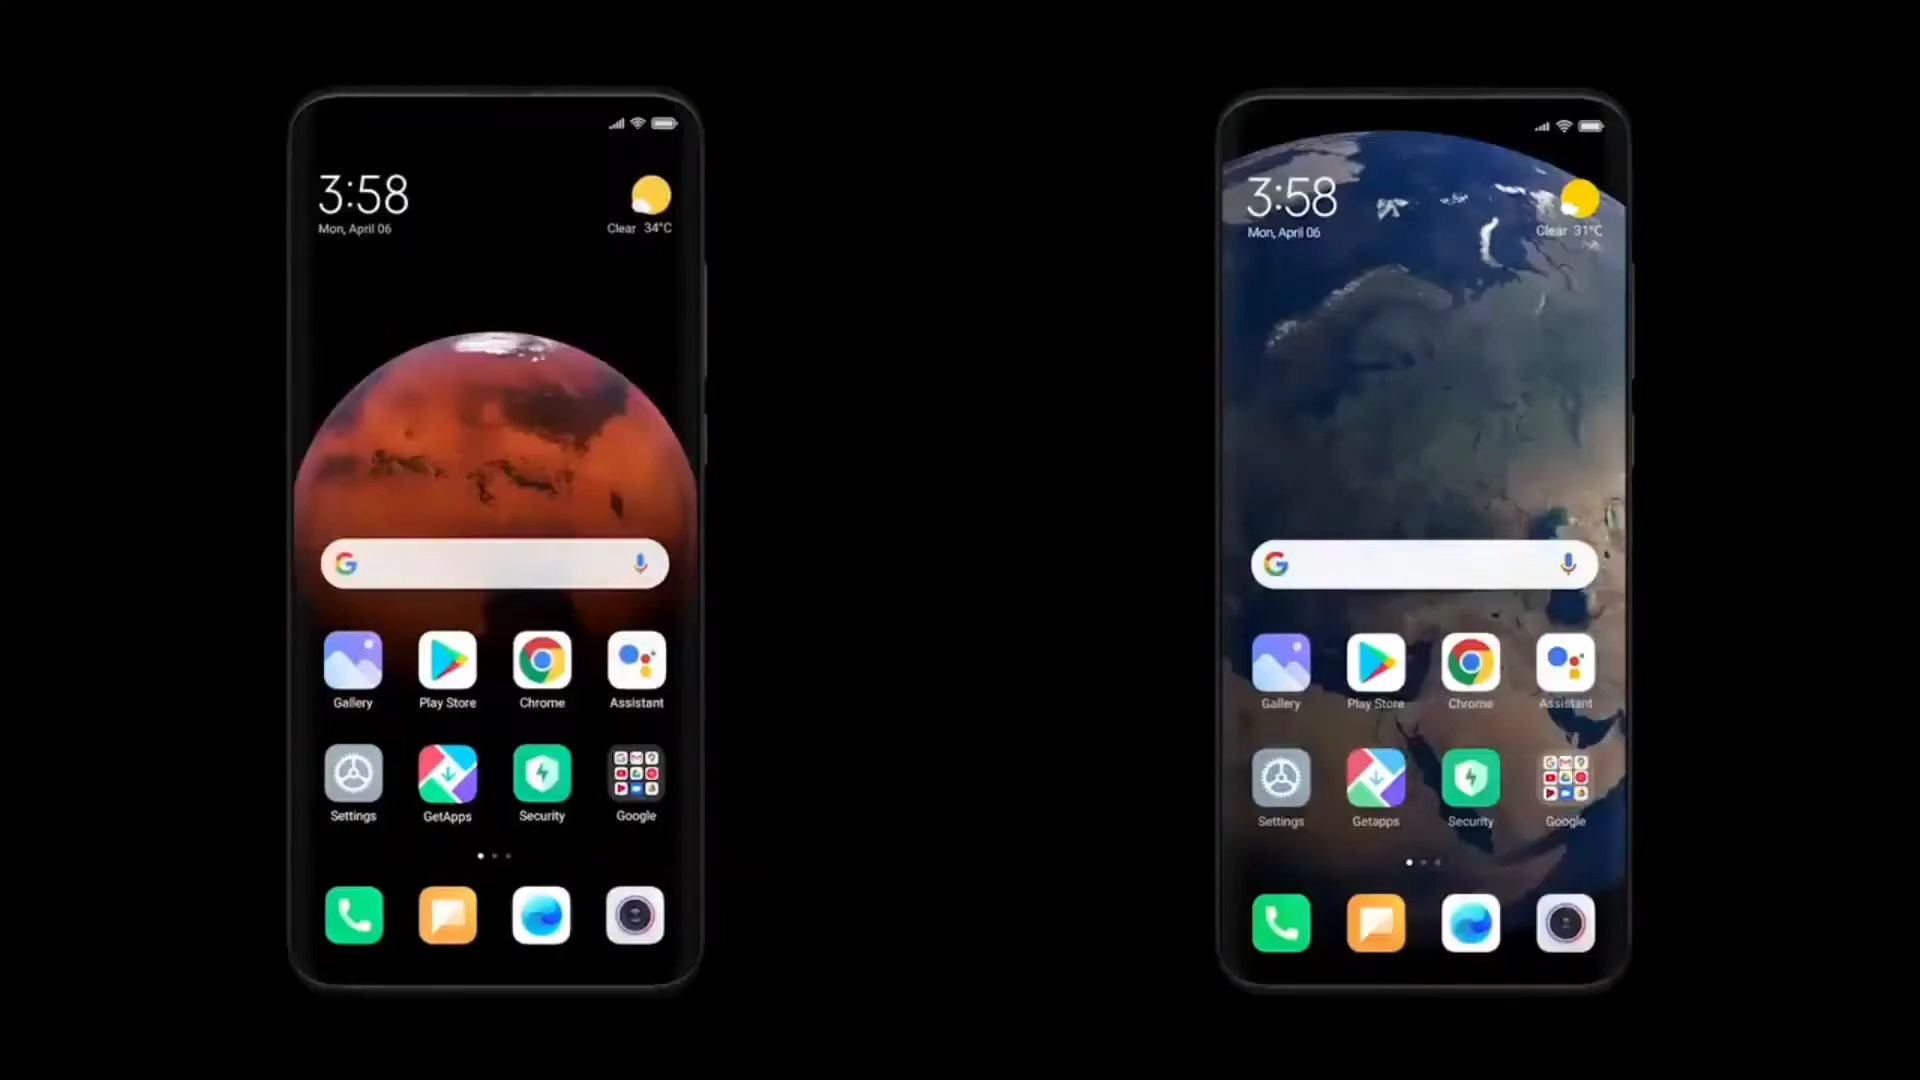 3:58
Mon, April 06
Clear 34°C
Gallery
Play Store
Chrome
Assistant
Settings
GetApps
Security
Google
3:58
Mon, April 06
Clear 31°C
Gallery
Play Store
Chrome
Assistant
Settings
Getapps
Security
Google